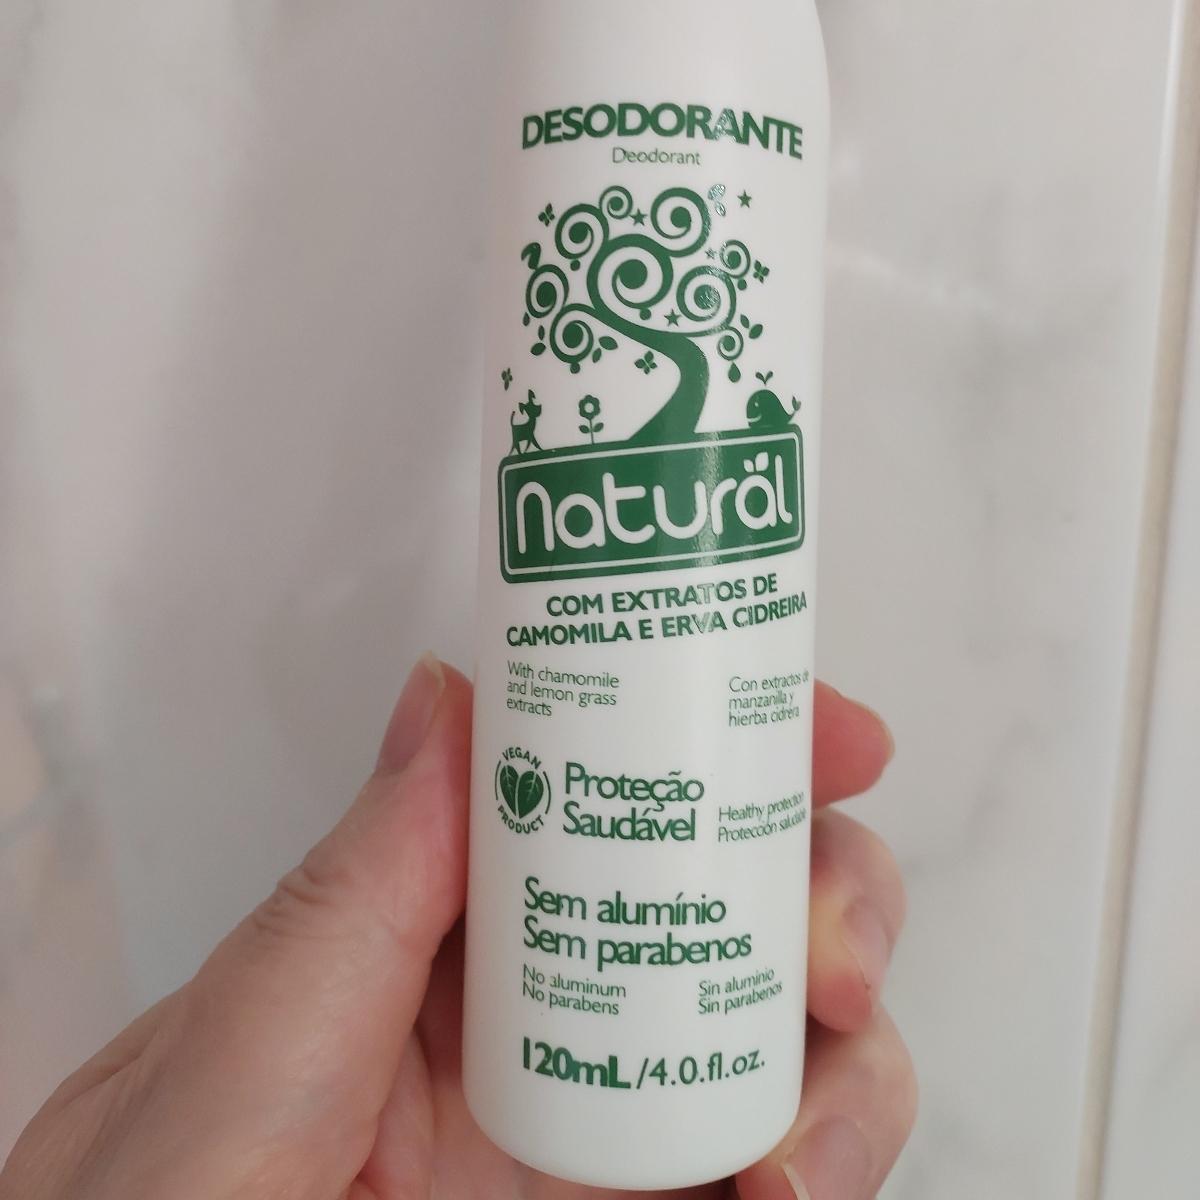 DESODORANTE
Deodorant
natural
COM EXTRATOS DE
CAMOMILA E ERVA CIDREIRA
With chamomile
and lemon grass
extracts
Con extractos de
manzanilla y
hierba cidrera
VEGAN
PRODUCT
Proteção
Saudável
Healthy protection
Protección saludable
Sem alumínio
Sem parabenos
No aluminum
No parabens
Sin aluminio
Sin parabenos
120mL/4.0.fl.oz.